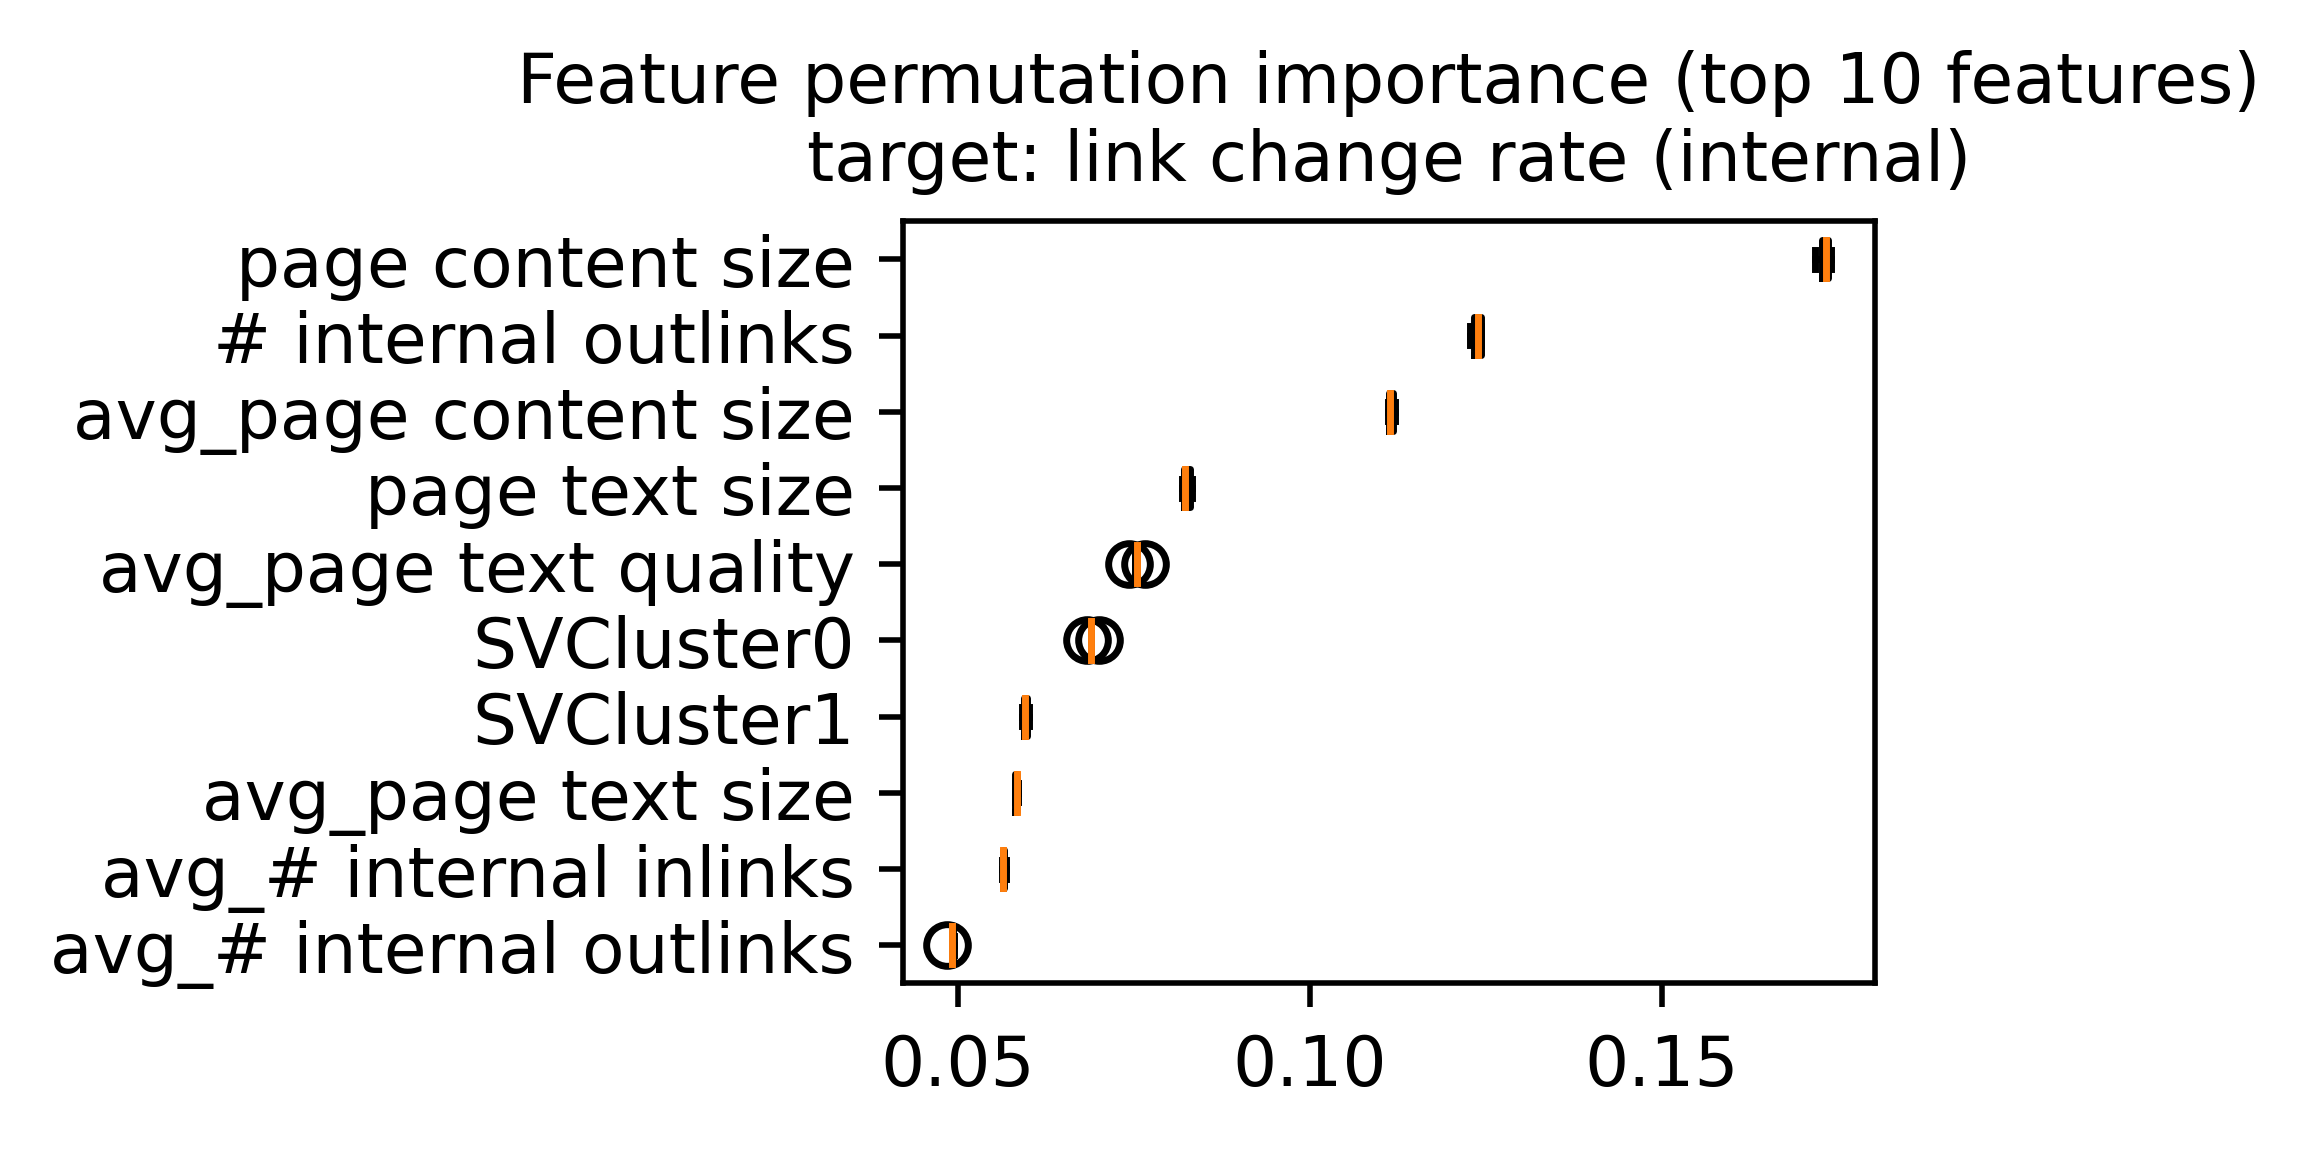 Feature permutation importance (top 10 features)
target: link change rate (internal)
page content size
# internal outlinks
avg_page content size
page text size
avg_page text quality
SVCluster0
SVCluster1
avg_page text size
avg_# internal inlinks
avg_# internal outlinks
0.05 0.10 0.15